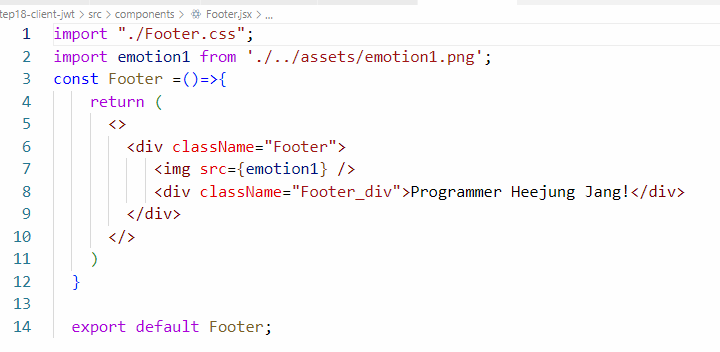 tep18-client-jwt > src > components > Footer.jsx > ...
1 import "./Footer.css";
2 import emotion1 from './../assets/emotion1.png';
3 const Footer =()=>{
4 return (
5 <>
6 <div className="Footer">
7 <img src={emotion1} />
8 <div className="Footer_div">Programmer Heejung Jang!</div>
9 </div>
10 </>
11 )
12 }
13
14 export default Footer;